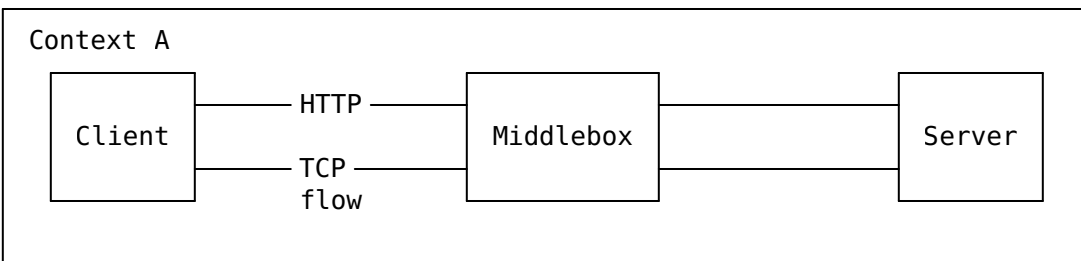 Context A
HTTP
Client Middlebox Server
TCP
flow